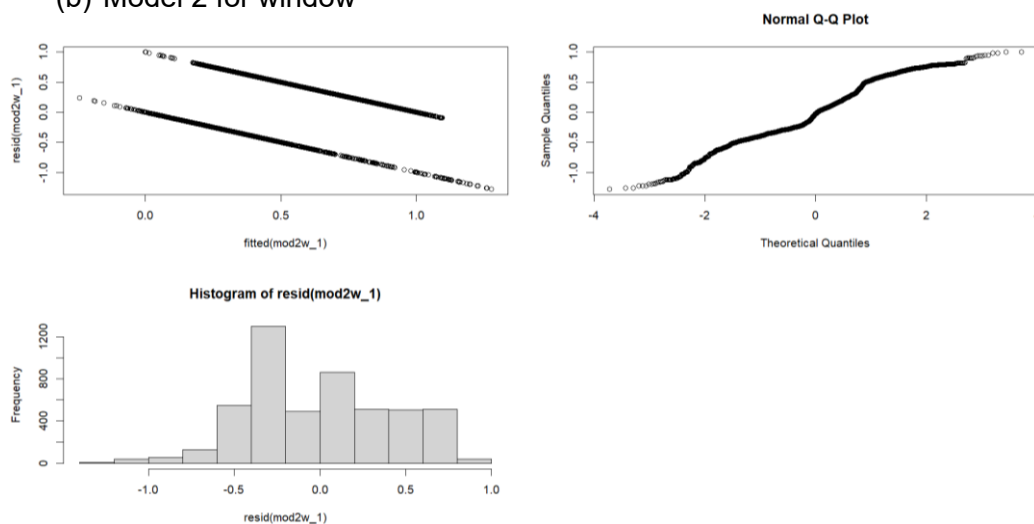 (b) Model 2 for window
Normal Q-Q Plot
resid(mod2w_1)
-1.0 -0.5 0.0 0.5 1.0
0.0 0.5 1.0
fitted(mod2w_1)
Sample Quantiles
-1.0 -0.5 0.0 0.5 1.0
-4 -2 0 2
Theoretical Quantiles
Histogram of resid(mod2w_1)
Frequency
0 400 800 1200
-1.0 -0.5 0.0 0.5 1.0
resid(mod2w_1)